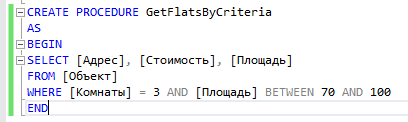 CREATE PROCEDURE GetFlatsByCriteria
AS
BEGIN
SELECT [Адрес], [Стоимость], [Площадь]
FROM [Объект]
WHERE [Комнаты] = 3 AND [Площадь] BETWEEN 70 AND 100
END